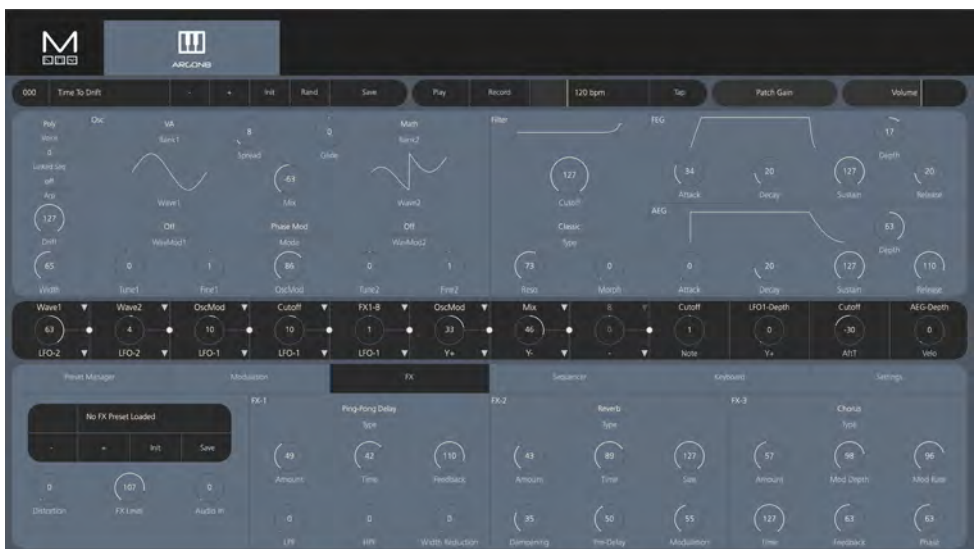 M
ARGON8
000 Time To Drift - + Init Rand Save Play Record 120 bpm Tap Patch Gain Volume
Poly Osc VA Math Filter FEG
Voice Bank1 8 0 Bank2 17
0 Spread Glide Depth
Linked Seq
off -63 127 34 20 127 20
Arp Wave1 Mix Wave2 Cutoff Attack Decay Sustain Release
127 Off Phase Mod Off Classic AEG 63
Drift WavMod1 Mode WavMod2 Type Depth
65 0 1 86 0 1 73 0 0 20 127 110
Width Tune1 Fine1 OscMod Tune2 Fine2 Reso Morph Attack Decay Sustain Release
Wave1 Wave2 OscMod Cutoff FX1-B OscMod Mix Cutoff LFO1-Depth Cutoff AEG-Depth
63 4 10 10 1 33 46 0 1 0 -30 0
LFO-2 LFO-2 LFO-1 LFO-1 LFO-1 Y+ Y- - Note Y+ AftT Velo
Preset Manager Modulation FX Sequencer Keyboard Settings
FX-1 FX-2 FX-3
No FX Preset Loaded Ping-Pong Delay Reverb Chorus
Type Type Type
- + Init Save
49 42 110 43 89 127 57 98 96
Amount Time Feedback Amount Time Size Amount Mod Depth Mod Rate
0 107 0
Distortion FX Level Audio In
0 0 0 35 50 55 127 63 63
LPF HPF Width Reduction Dampening Pre-Delay Modulation Time Feedback Phase